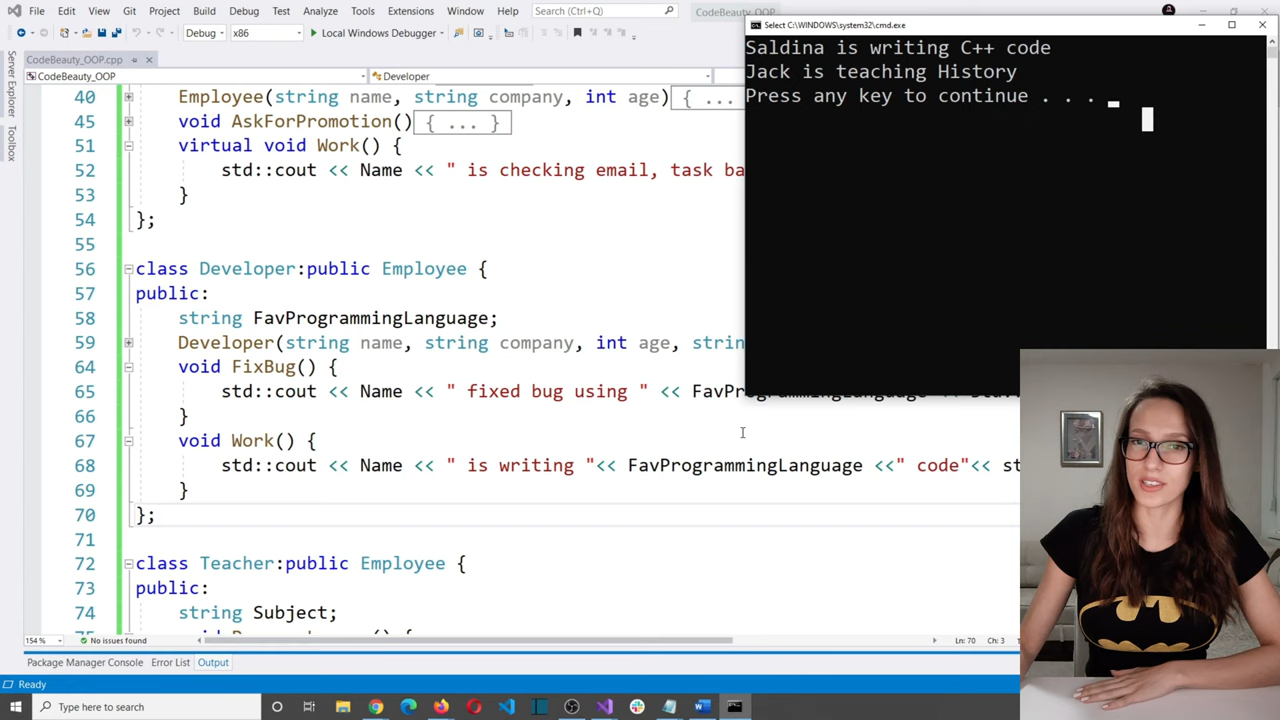 File Edit View Git Project Build Debug Test Analyze Tools Extensions Window Help Search (Ctrl+Q) CodeBeauty_OOP
Debug x86 Local Windows Debugger
Select C:\WINDOWS\system32\cmd.exe
Saldina is writing C++ code
Jack is teaching History
Press any key to continue . . .
Server Explorer
Toolbox
CodeBeauty_OOP.cpp
CodeBeauty_OOP Developer
40 Employee(string name, string company, int age) { ... }
45 void AskForPromotion() { ... }
51 virtual void Work() {
52 std::cout << Name << " is checking email, task ba
53 }
54 };
55
56 class Developer:public Employee {
57 public:
58 string FavProgrammingLanguage;
59 Developer(string name, string company, int age, strin
64 void FixBug() {
65 std::cout << Name << " fixed bug using " << FavProgrammingLanguage <<
66 }
67 void Work() {
68 std::cout << Name << " is writing "<< FavProgrammingLanguage <<" code"<< st
69 }
70 };
71
72 class Teacher:public Employee {
73 public:
74 string Subject;
154 % No issues found Ln: 70 Ch: 3
Package Manager Console Error List Output
Ready
Type here to search